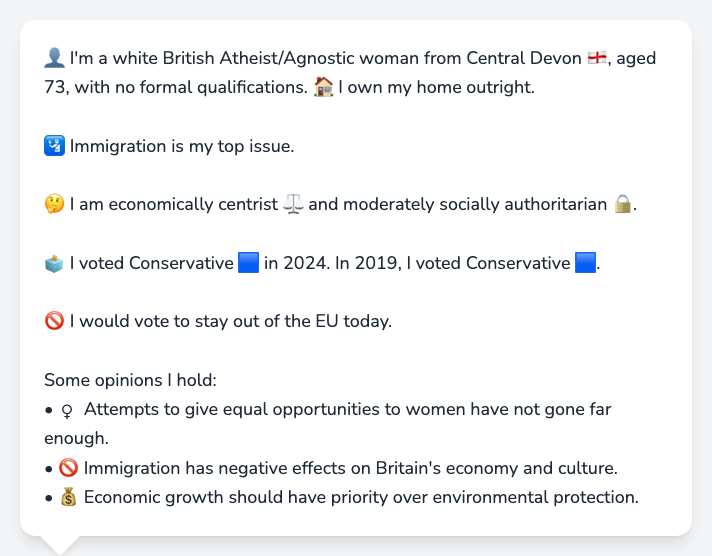 👤 I'm a white British Atheist/Agnostic woman from Central Devon 🏴󠁧󠁢󠁥󠁮󠁧󠁿, aged
73, with no formal qualifications. 🏠 I own my home outright.
🛂 Immigration is my top issue.
🤔 I am economically centrist ⚖️ and moderately socially authoritarian 🔒.
🗳️ I voted Conservative 🟦 in 2024. In 2019, I voted Conservative 🟦.
🚫 I would vote to stay out of the EU today.
Some opinions I hold:
• ♀ Attempts to give equal opportunities to women have not gone far
enough.
• 🚫 Immigration has negative effects on Britain's economy and culture.
• 💰 Economic growth should have priority over environmental protection.